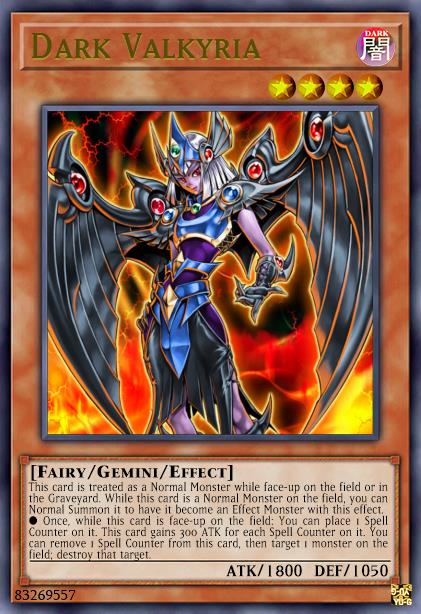 Dark Valkyria
DARK
闇
[Fairy/Gemini/Effect]
This card is treated as a Normal Monster while face-up on the field or in
the Graveyard. While this card is a Normal Monster on the field, you can
Normal Summon it to have it become an Effect Monster with this effect.
● Once, while this card is face-up on the field: You can place 1 Spell
Counter on it. This card gains 300 ATK for each Spell Counter on it. You
can remove 1 Spell Counter from this card, then target 1 monster on the
field; destroy that target.
ATK/1800 DEF/1050
83269557